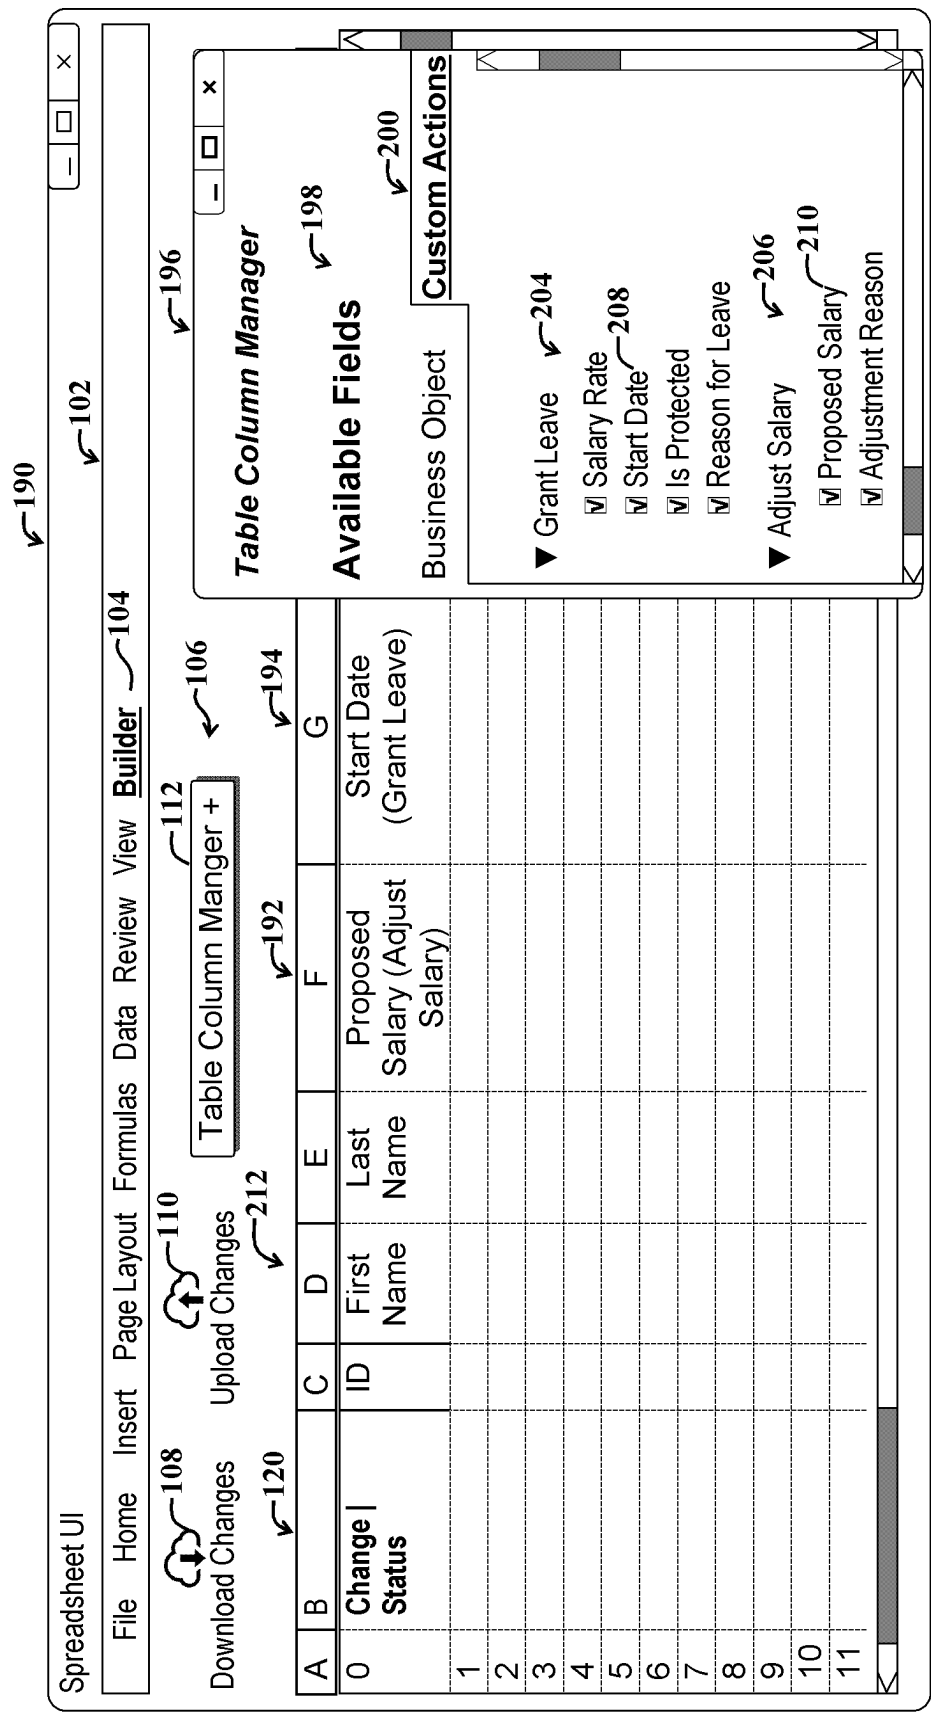 190
Spreadsheet UI
102
File Home Insert Page Layout Formulas Data Review View Builder 104
108
Download Changes
110
Upload Changes
112
Table Column Manger +
106
120
212
192
194
A B C D E F G
0
Change |
Status
ID
First
Name
Last
Name
Proposed
Salary (Adjust
Salary)
Start Date
(Grant Leave)
1
2
3
4
5
6
7
8
9
10
11
196
Table Column Manager
198
Available Fields
200
Business Object Custom Actions
▼ Grant Leave 204
Salary Rate
Start Date 208
Is Protected
Reason for Leave
▼ Adjust Salary 206
Proposed Salary 210
Adjustment Reason